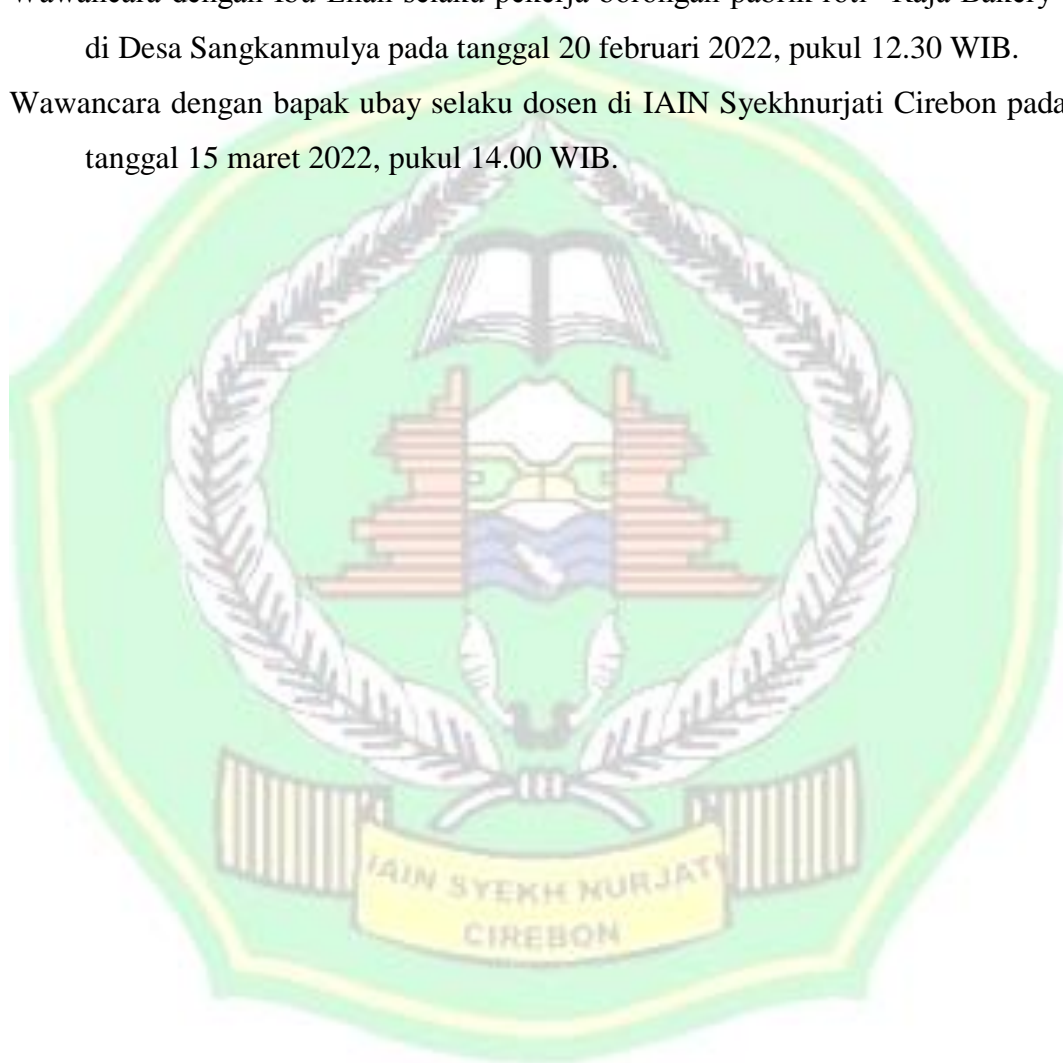 Wawancara dengan Ibu Enah selaku pekerja borongan pabrik roti "Raja Bakery"
di Desa Sangkanmulya pada tanggal 20 februari 2022, pukul 12.30 WIB.
Wawancara dengan bapak ubay selaku dosen di IAIN Syekhnurjati Cirebon pada
tanggal 15 maret 2022, pukul 14.00 WIB.
IAIN SYEKH NURJATI
CIREBON